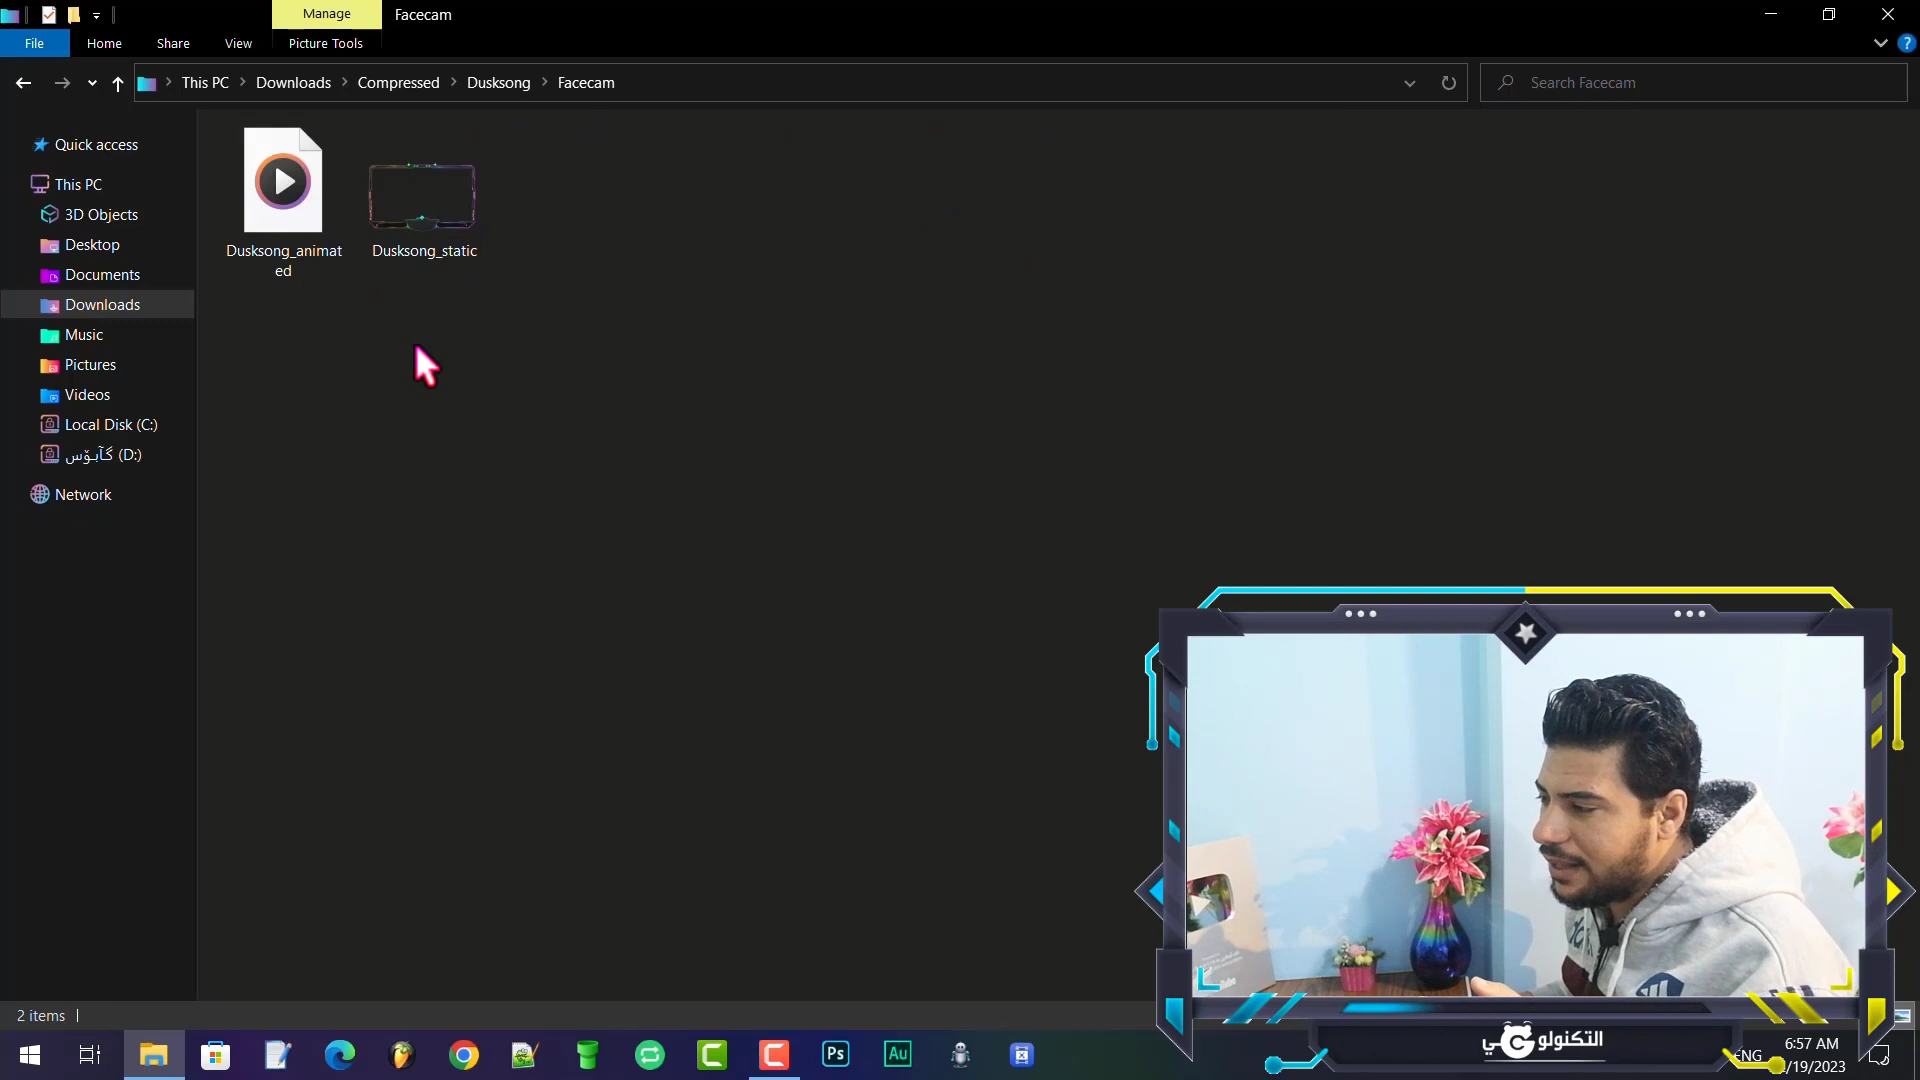 Manage
Facecam
File
Home
Share
View
Picture Tools
This PC
Downloads
Compressed
Dusksong
Facecam
Search Facecam
Quick access
This PC
3D Objects
Desktop
Documents
Downloads
Music
Pictures
Videos
Local Disk (C:)
گآبۆس (D:)
Network
Dusksong_animat
ed
Dusksong_static
2 items
Ps
Au
التكنولوجي
ENG
6:57 AM
/19/2023